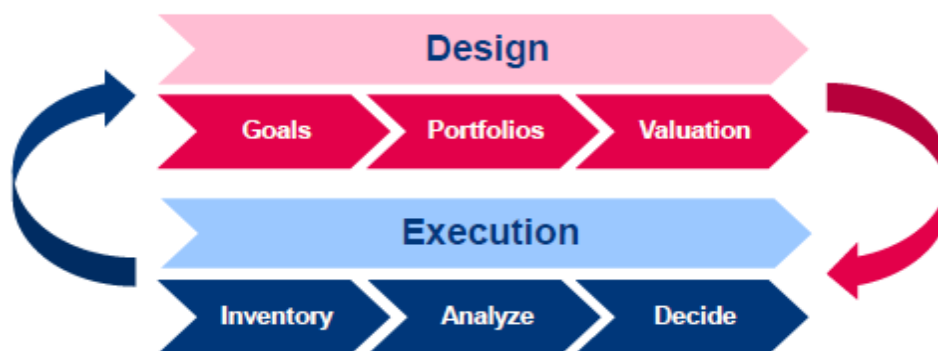 Design
Goals Portfolios Valuation
Execution
Inventory Analyze Decide